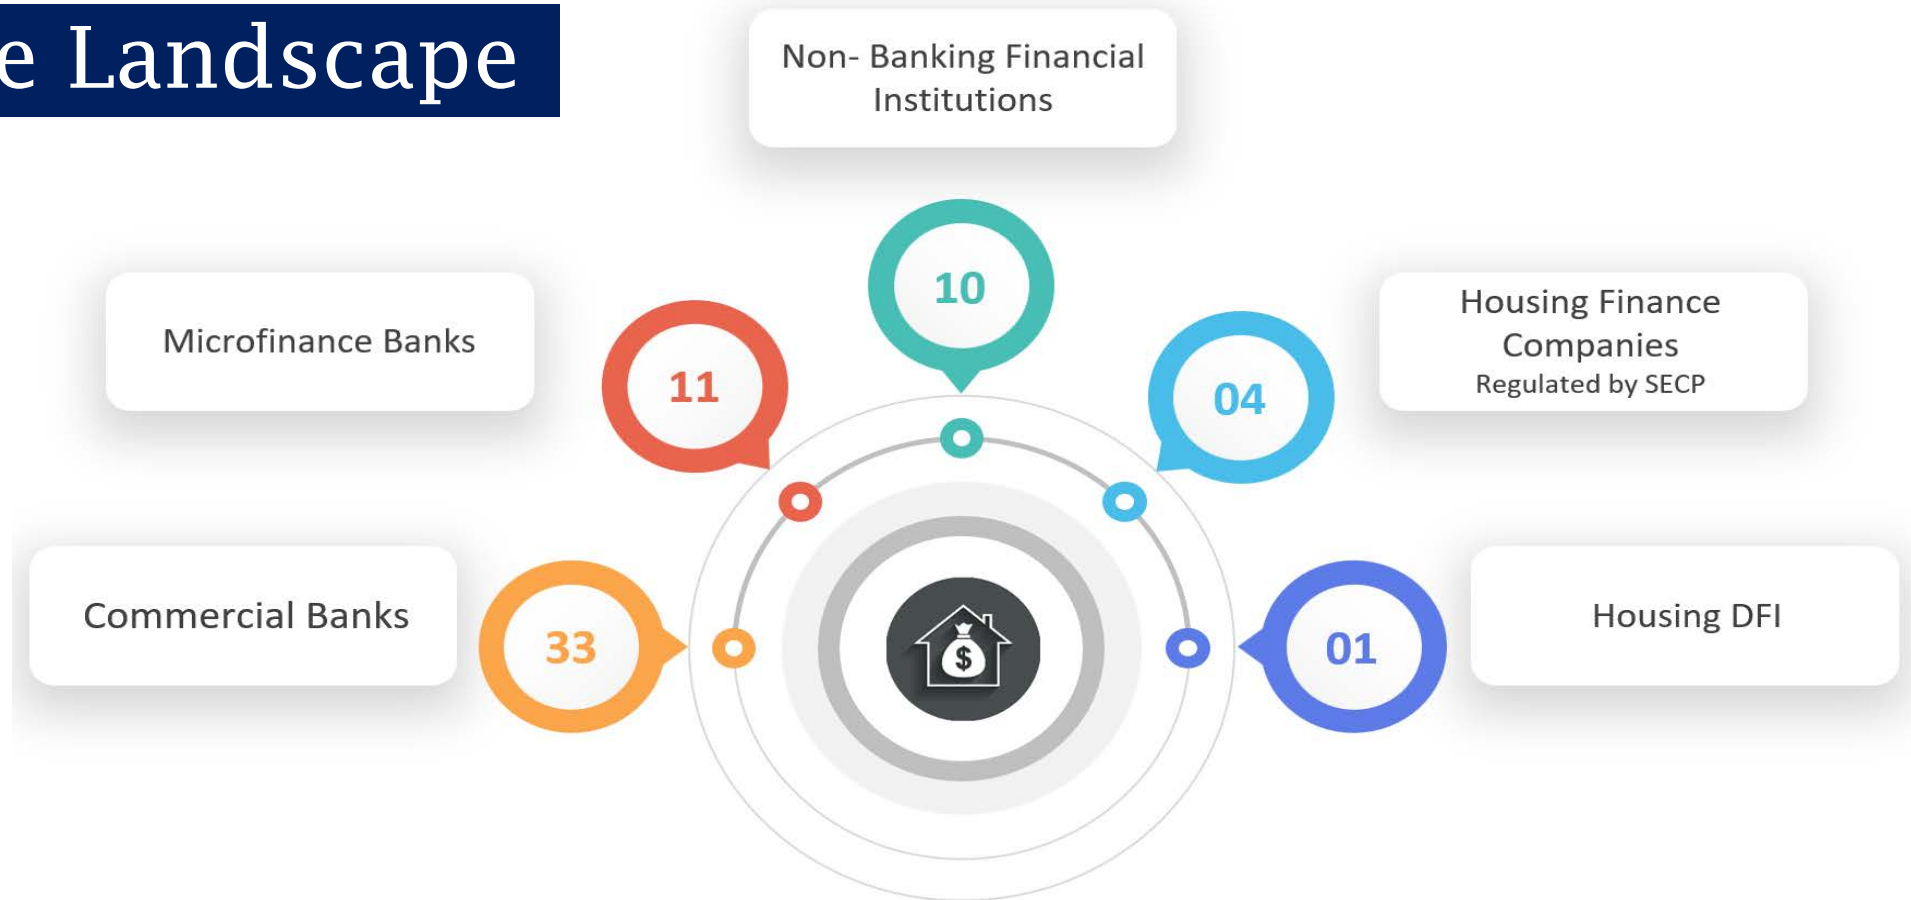 e Landscape
Non- Banking Financial
Institutions
10
Microfinance Banks
11
04
Housing Finance
Companies
Regulated by SECP
Commercial Banks
33
$
01
Housing DFI